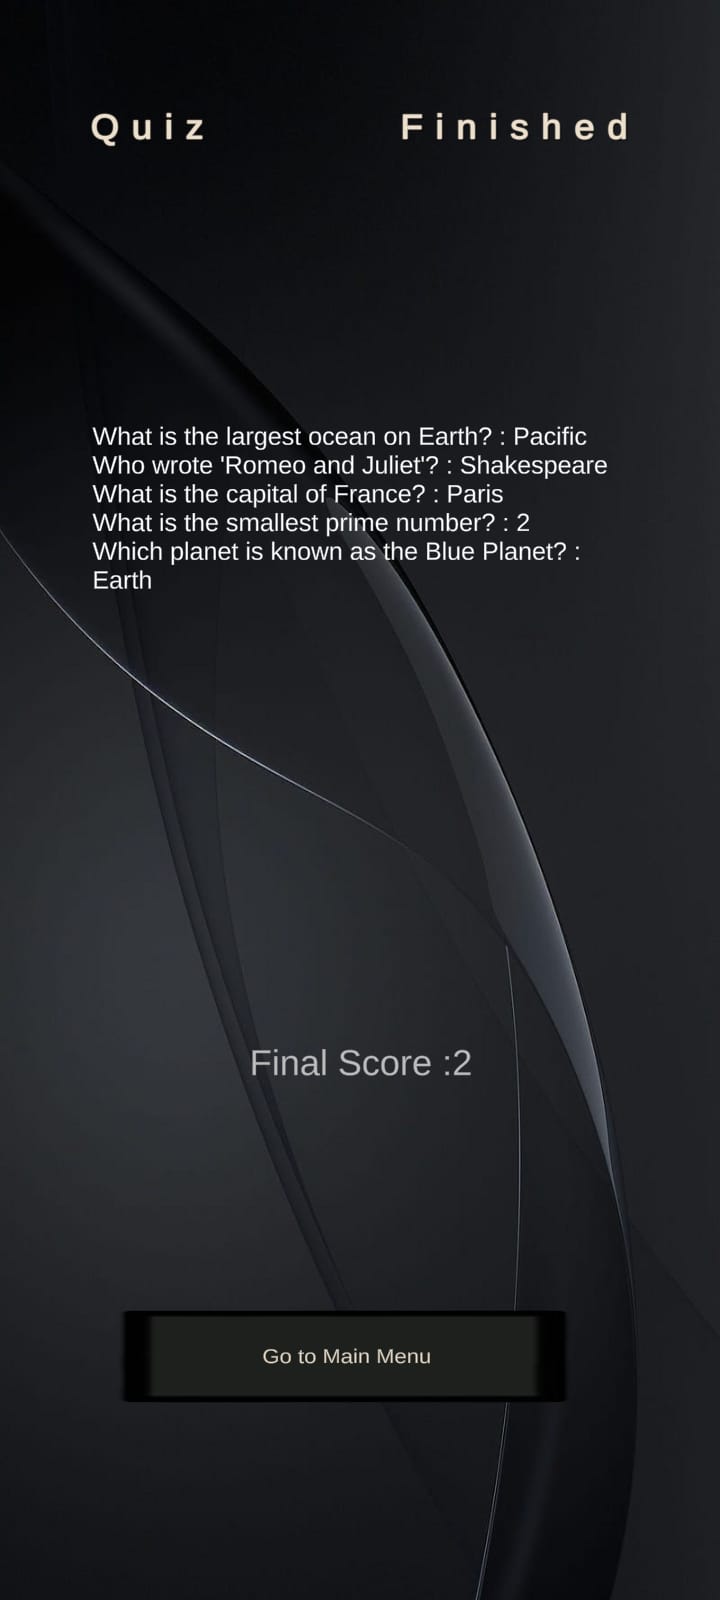 Quiz Finished
What is the largest ocean on Earth? : Pacific
Who wrote 'Romeo and Juliet'? : Shakespeare
What is the capital of France? : Paris
What is the smallest prime number? : 2
Which planet is known as the Blue Planet? :
Earth
Final Score :2
Go to Main Menu